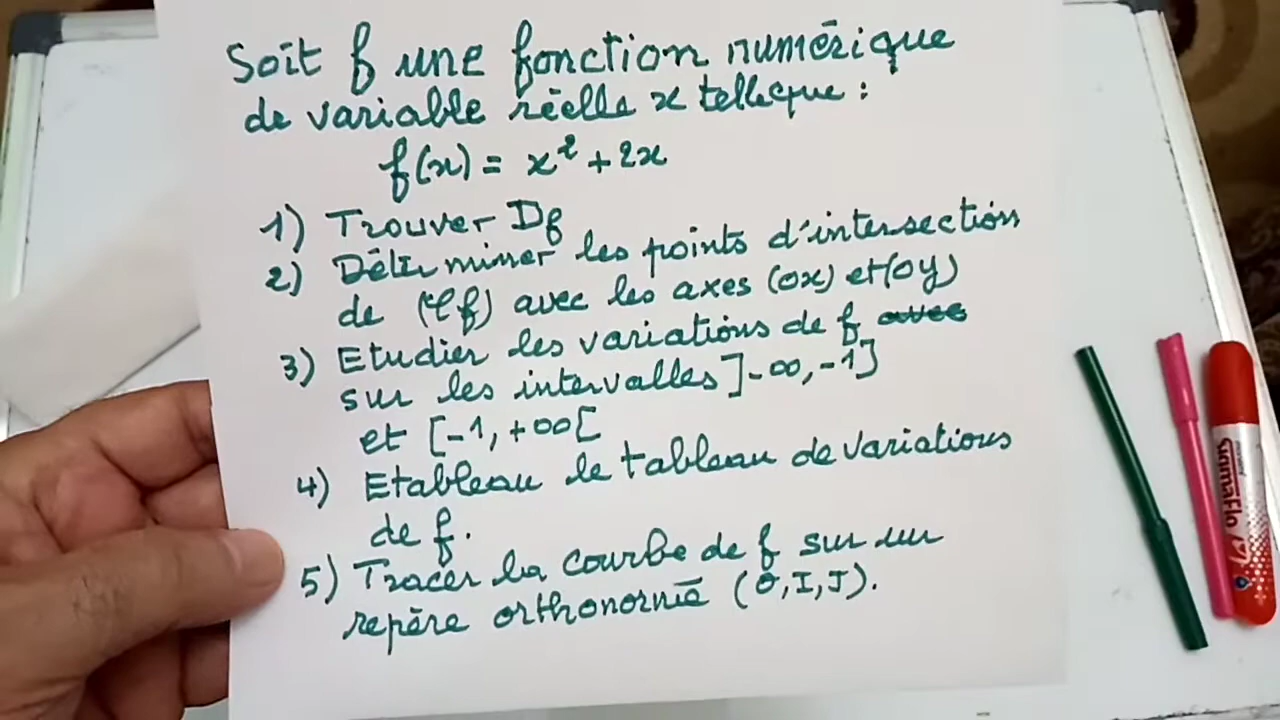 Soit f une fonction numérique
de variable réelle x telleque :
f(x) = x² + 2x
1) Trouver Df
2) Déterminer les points d'intersection
de (Cf) avec les axes (ox) et (oy)
3) Etudier les variations de f avec
sur les intervalles ]-∞, -1]
et [-1, +∞[
4) Etableau le tableau de variations
de f.
5) Tracer la courbe de f sur un
repère orthonormé (O, I, J).
SigmaFlo